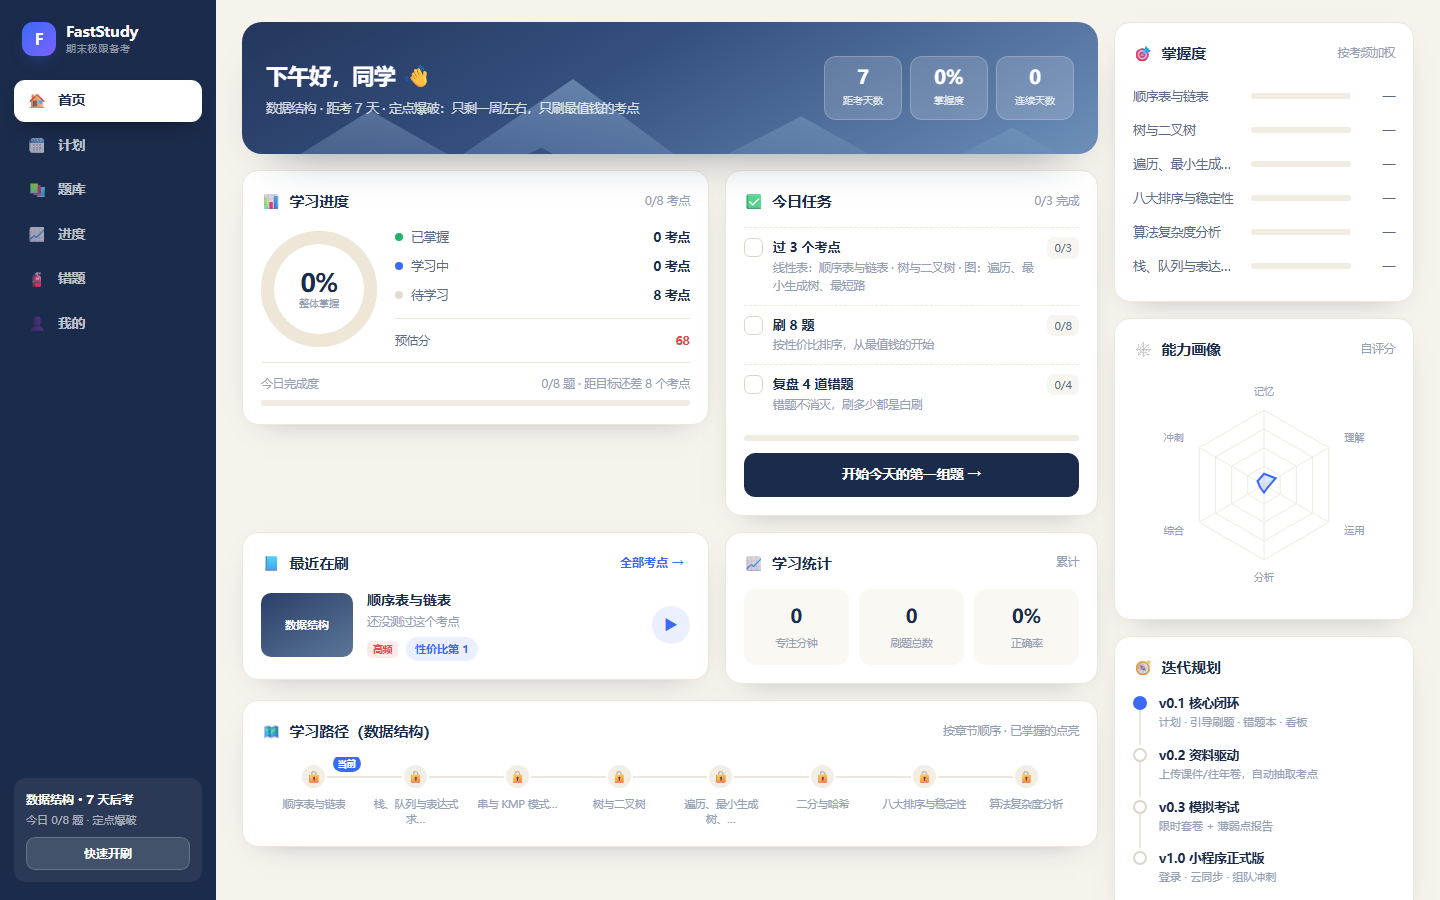 F
FastStudy
期末极限备考
首页
计划
题库
进度
错题
我的
数据结构 • 7 天后考
今日 0/8 题 · 定点爆破
快速开刷
下午好，同学 👋
数据结构 · 距考 7 天 · 定点爆破：只剩一周左右，只刷最值钱的考点
7
距考天数
0%
掌握度
0
连续天数
学习进度
0/8 考点
0%
整体掌握
已掌握
0 考点
学习中
0 考点
待学习
8 考点
预估分
68
今日完成度
0/8 题 · 距目标还差 8 个考点
今日任务
0/3 完成
过 3 个考点
0/3
线性表：顺序表与链表 · 树与二叉树 · 图：遍历、最
小生成树、最短路
刷 8 题
0/8
按性价比排序，从最值钱的开始
复盘 4 道错题
0/4
错题不消灭，刷多少都是白刷
开始今天的第一组题 →
最近在刷
全部考点 →
数据结构
顺序表与链表
还没测过这个考点
高频
性价比第 1
学习统计
累计
0
专注分钟
0
刷题总数
0%
正确率
学习路径（数据结构）
按章节顺序 · 已掌握的点亮
当前
顺序表与链表
栈、队列与表达式
求...
串与 KMP 模式...
树与二叉树
遍历、最小生成
树、...
二分与哈希
八大排序与稳定性
算法复杂度分析
掌握度
按考频加权
顺序表与链表
—
树与二叉树
—
遍历、最小生成...
—
八大排序与稳定性
—
算法复杂度分析
—
栈、队列与表达...
—
能力画像
自评分
记忆
理解
运用
分析
综合
冲刺
迭代规划
v0.1 核心闭环
计划 · 引导刷题 · 错题本 · 看板
v0.2 资料驱动
上传课件/往年卷，自动抽取考点
v0.3 模拟考试
限时套卷 + 薄弱点报告
v1.0 小程序正式版
登录 · 云同步 · 组队冲刺